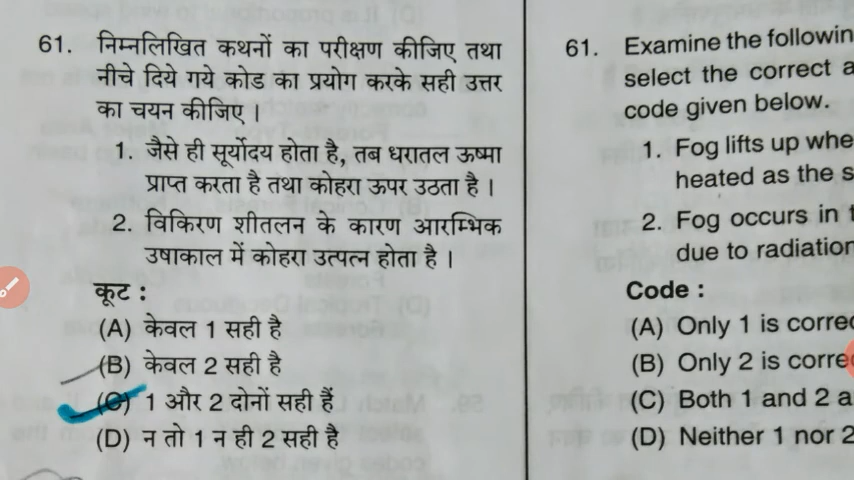 61. निम्नलिखित कथनों का परीक्षण कीजिए तथा
नीचे दिये गये कोड का प्रयोग करके सही उत्तर
का चयन कीजिए ।
1. जैसे ही सूर्योदय होता है, तब धरातल ऊष्मा
प्राप्त करता है तथा कोहरा ऊपर उठता है ।
2. विकिरण शीतलन के कारण आरम्भिक
उषाकाल में कोहरा उत्पत्न होता है ।
कूट :
(A) केवल 1 सही है
(B) केवल 2 सही है
(C) 1 और 2 दोनों सही हैं
(D) न तो 1 न ही 2 सही है
61. Examine the followin
select the correct a
code given below.
1. Fog lifts up whe
heated as the s
2. Fog occurs in
due to radiation
Code :
(A) Only 1 is corre
(B) Only 2 is corre
(C) Both 1 and 2 a
(D) Neither 1 nor 2